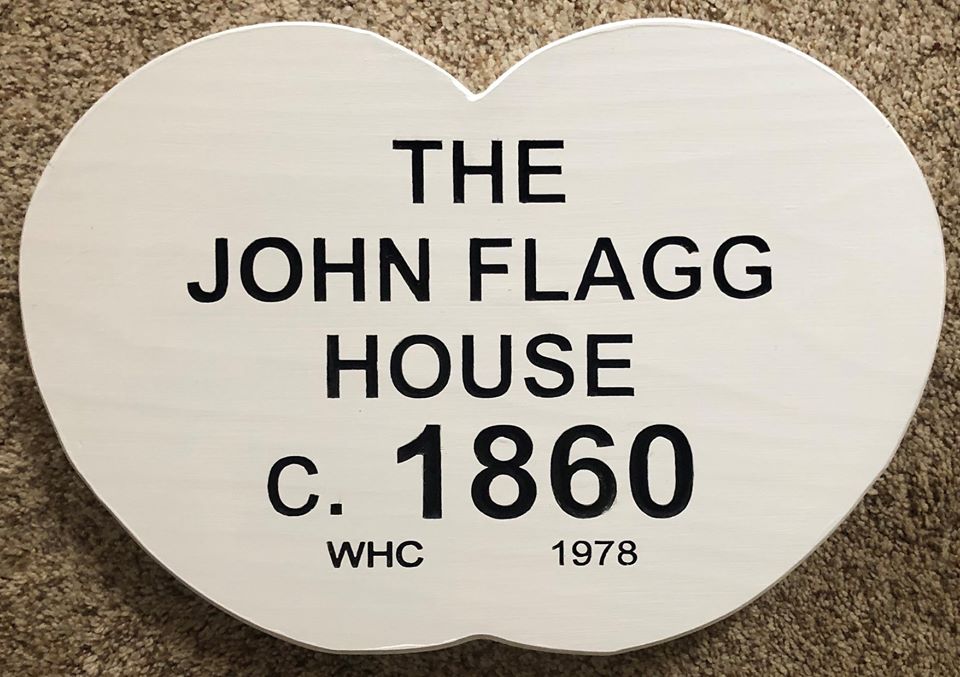 THE
JOHN FLAGG
HOUSE
C. 1860
WHC 1978